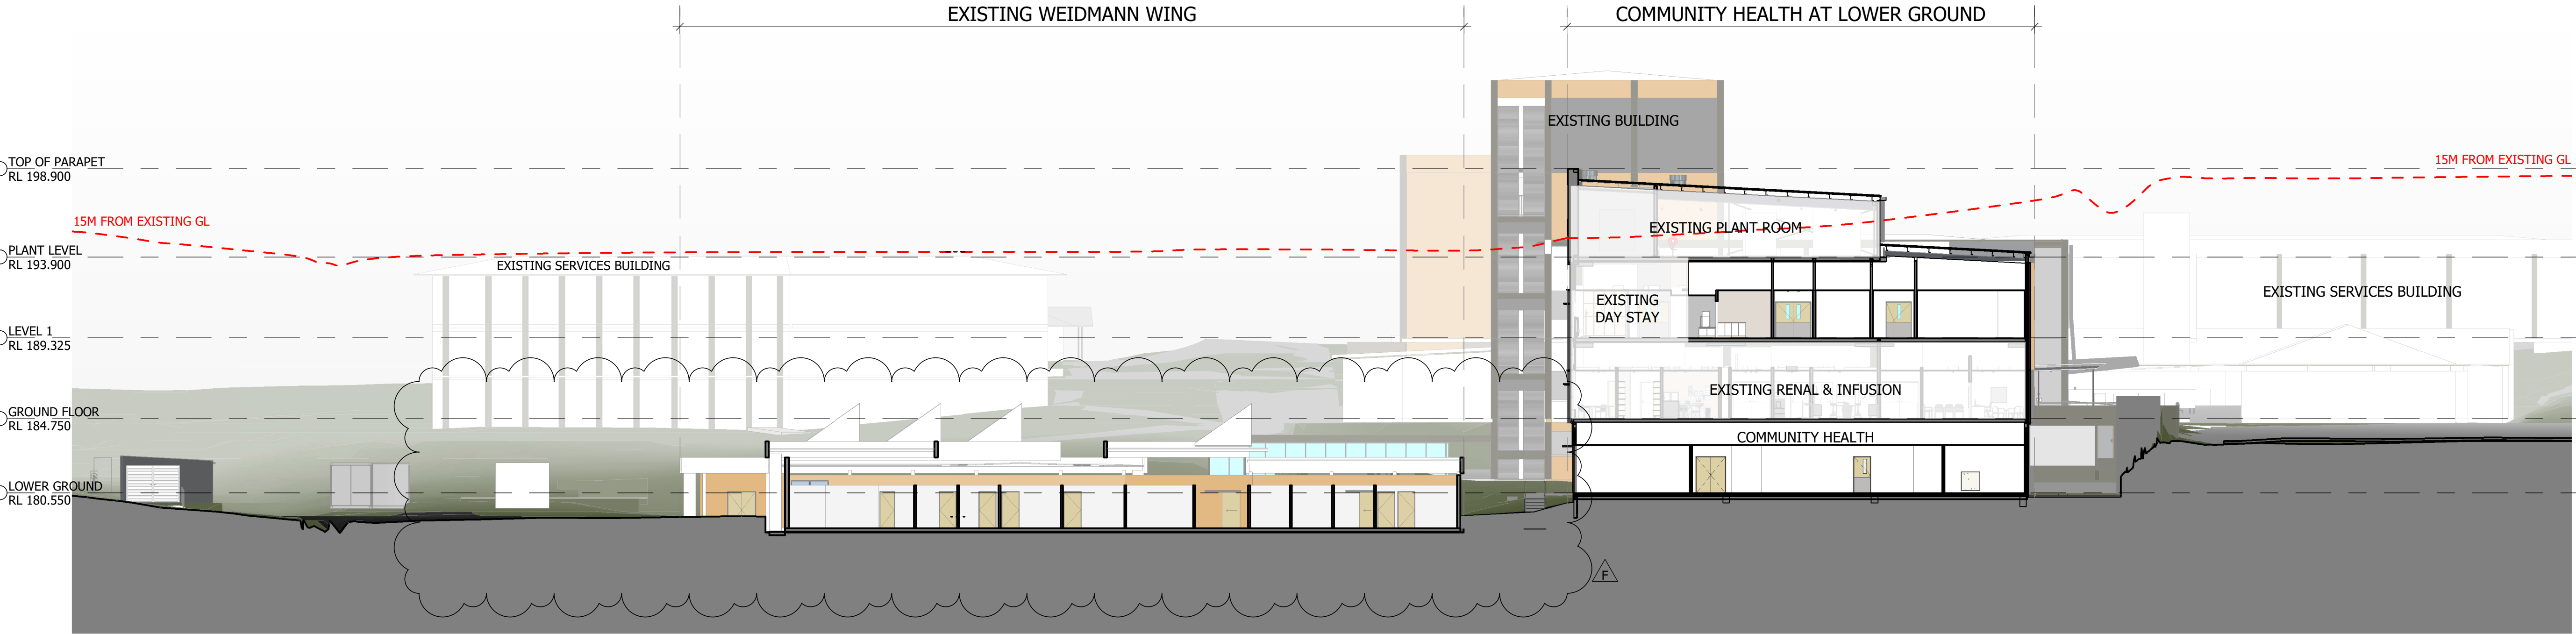 EXISTING WEIDMANN WING
COMMUNITY HEALTH AT LOWER GROUND
EXISTING BUILDING
TOP OF PARAPET
RL 198.900
15M FROM EXISTING GL
15M FROM EXISTING GL
EXISTING PLANT ROOM
PLANT LEVEL
RL 193.900
EXISTING SERVICES BUILDING
EXISTING SERVICES BUILDING
EXISTING
DAY STAY
LEVEL 1
RL 189.325
EXISTING RENAL & INFUSION
GROUND FLOOR
RL 184.750
COMMUNITY HEALTH
LOWER GROUND
RL 180.550
F